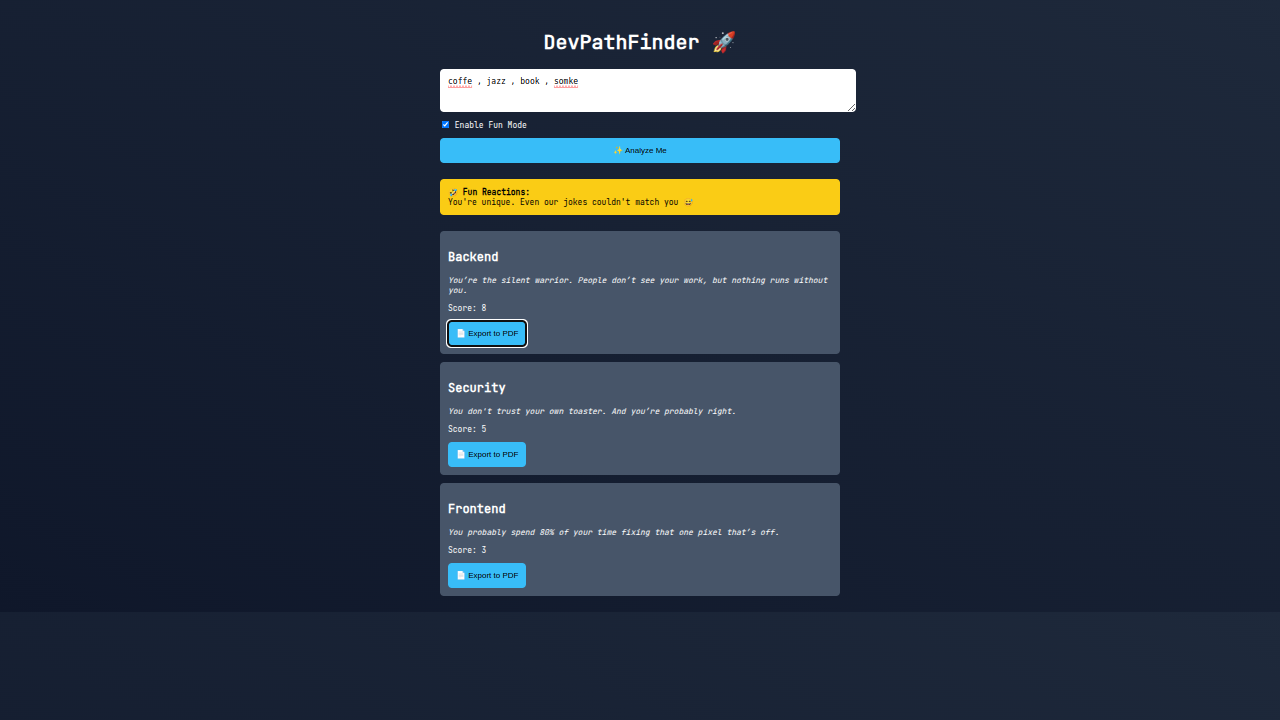 DevPathFinder 🚀
coffe , jazz , book , somke
Enable Fun Mode
✨ Analyze Me
🤣 Fun Reactions:
You're unique. Even our jokes couldn't match you 😅
Backend
You’re the silent warrior. People don’t see your work, but nothing runs without
you.
Score: 8
📄 Export to PDF
Security
You don’t trust your own toaster. And you’re probably right.
Score: 5
📄 Export to PDF
Frontend
You probably spend 80% of your time fixing that one pixel that’s off.
Score: 3
📄 Export to PDF